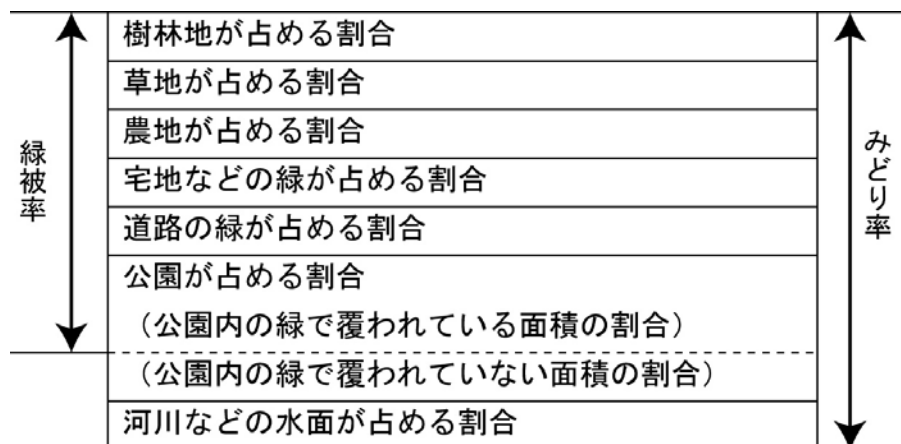 樹林地が占める割合
草地が占める割合
農地が占める割合
宅地などの緑が占める割合
道路の緑が占める割合
公園が占める割合
（公園内の緑で覆われている面積の割合）
（公園内の緑で覆われていない面積の割合）
河川などの水面が占める割合
緑被率
みどり率